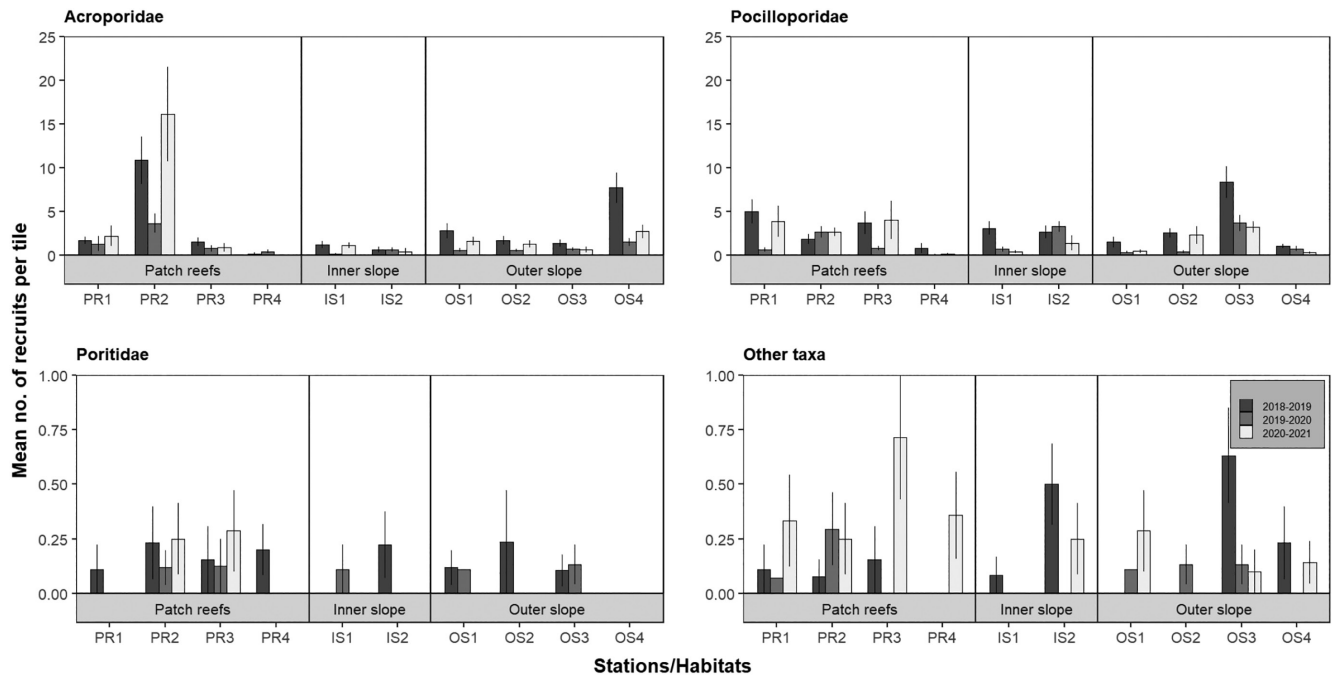 Acroporidae
25
20
15
10
5
0
Patch reefs Inner slope Outer slope
PR1 PR2 PR3 PR4 IS1 IS2 OS1 OS2 OS3 OS4
Pocilloporidae
25
20
15
10
5
0
Patch reefs Inner slope Outer slope
PR1 PR2 PR3 PR4 IS1 IS2 OS1 OS2 OS3 OS4
Mean no. of recruits per tile
Poritidae
1.00
0.75
0.50
0.25
0.00
Patch reefs Inner slope Outer slope
PR1 PR2 PR3 PR4 IS1 IS2 OS1 OS2 OS3 OS4
Other taxa
1.00
0.75
0.50
0.25
0.00
2018-2019
2019-2020
2020-2021
Patch reefs Inner slope Outer slope
PR1 PR2 PR3 PR4 IS1 IS2 OS1 OS2 OS3 OS4
Stations/Habitats